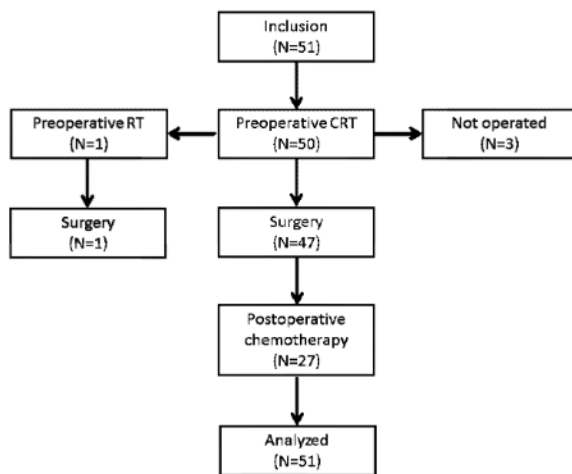 Inclusion
(N=51)
Preoperative RT
(N=1)
Preoperative CRT
(N=50)
Not operated
(N=3)
Surgery
(N=1)
Surgery
(N=47)
Postoperative
chemotherapy
(N=27)
Analyzed
(N=51)